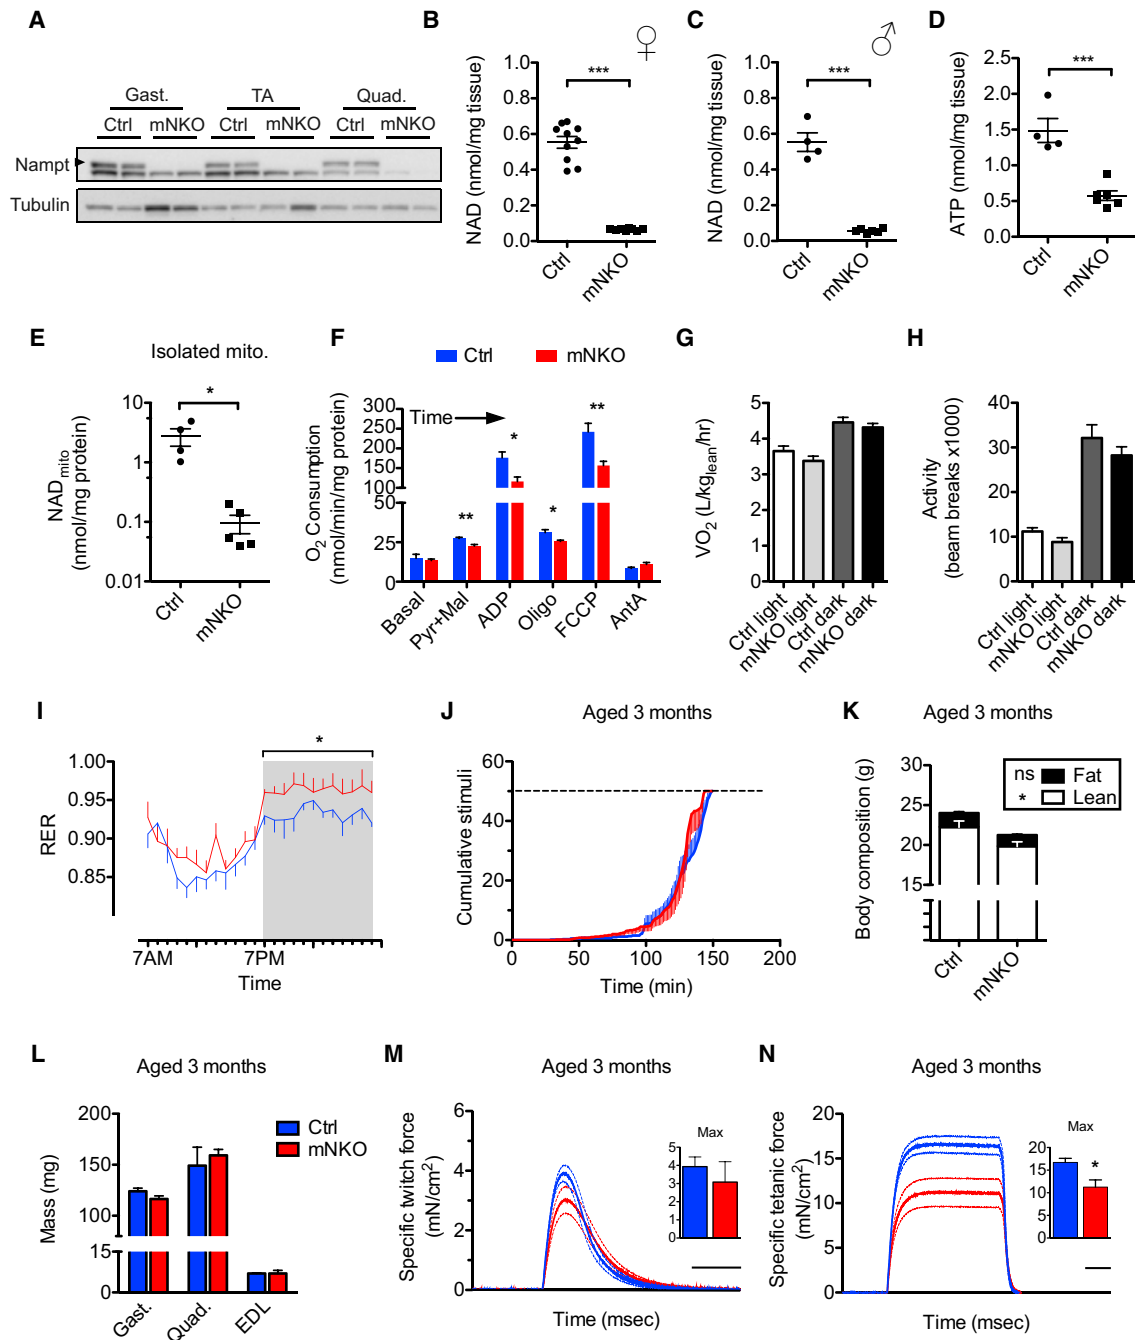 A
Gast. TA Quad.
Ctrl mNKO Ctrl mNKO Ctrl mNKO
Nampt
Tubulin
B
♀
NAD (nmol/mg tissue)
1.0
0.8
0.6
0.4
0.2
0.0
***
Ctrl
mNKO
C
♂
NAD (nmol/mg tissue)
1.0
0.8
0.6
0.4
0.2
0.0
***
Ctrl
mNKO
D
ATP (nmol/mg tissue)
2.5
2.0
1.5
1.0
0.5
0.0
***
Ctrl
mNKO
E
Isolated mito.
NADmito
(nmol/mg protein)
10
1
0.1
0.01
*
Ctrl
mNKO
F
Ctrl mNKO
Time
O2 Consumption
(nmol/min/mg protein)
300
250
200
150
100
50
25
0
** * * **
Basal
Pyr+Mal
ADP
Oligo
FCCP
AntA
G
VO2 (L/kglean/hr)
5
4
3
2
1
0
Ctrl light
mNKO light
Ctrl dark
mNKO dark
H
Activity
(beam breaks x1000)
40
30
20
10
0
Ctrl light
mNKO light
Ctrl dark
mNKO dark
I
RER
1.00
0.95
0.90
0.85
*
7AM 7PM
Time
J
Aged 3 months
Cumulative stimuli
60
40
20
0
0 50 100 150 200
Time (min)
K
Aged 3 months
Body composition (g)
30
25
20
15
ns Fat
* Lean
Ctrl
mNKO
L
Aged 3 months
Mass (mg)
200
150
100
15
0
Ctrl
mNKO
Gast.
Quad.
EDL
M
Aged 3 months
Specific twitch force
(mN/cm2)
6
4
2
0
Max
5
4
3
2
1
0
Time (msec)
N
Aged 3 months
Specific tetanic force
(mN/cm2)
20
15
10
5
0
Max
20
15
10
5
0
*
Time (msec)